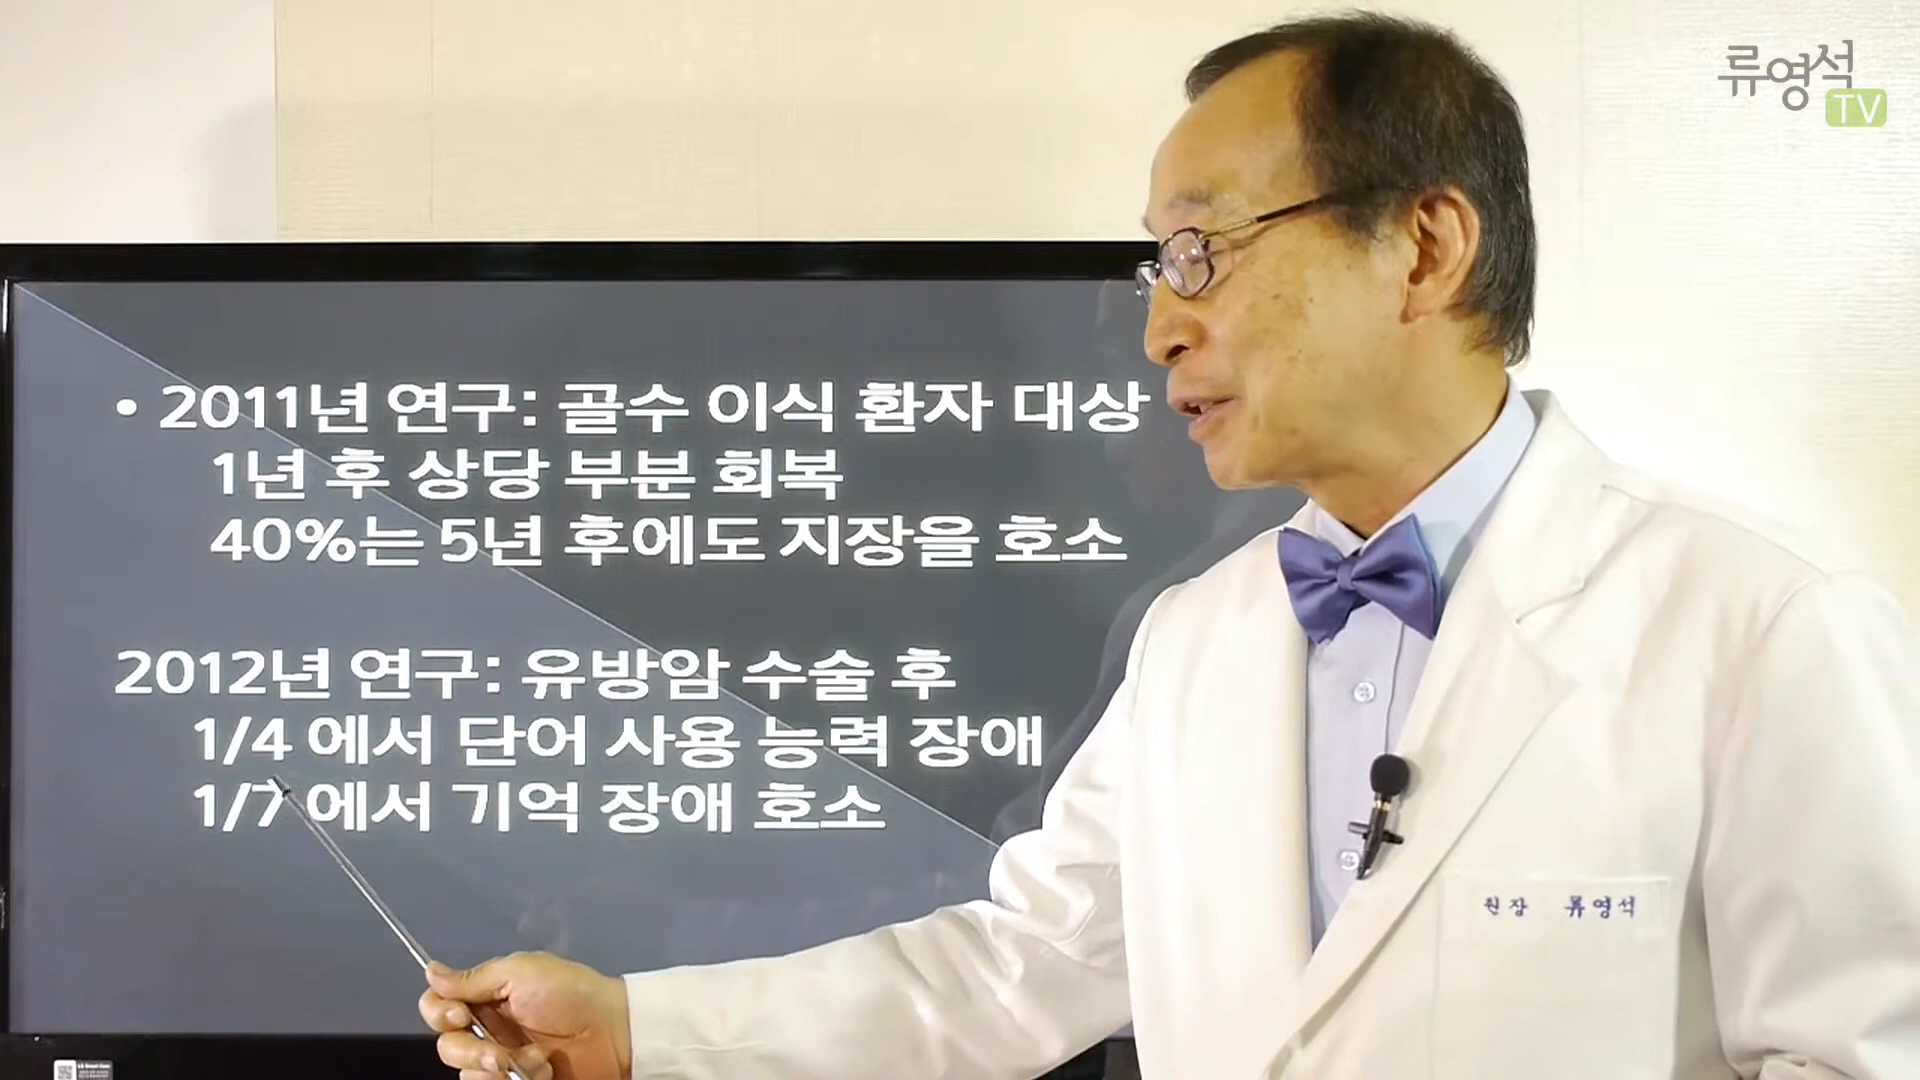 류영석
TV
• 2011년 연구: 골수 이식 환자 대상
1년 후 상당 부분 회복
40%는 5년 후에도 지장을 호소
2012년 연구: 유방암 수술 후
1/4 에서 단어 사용 능력 장애
1/7 에서 기억 장애 호소
원장 류영석